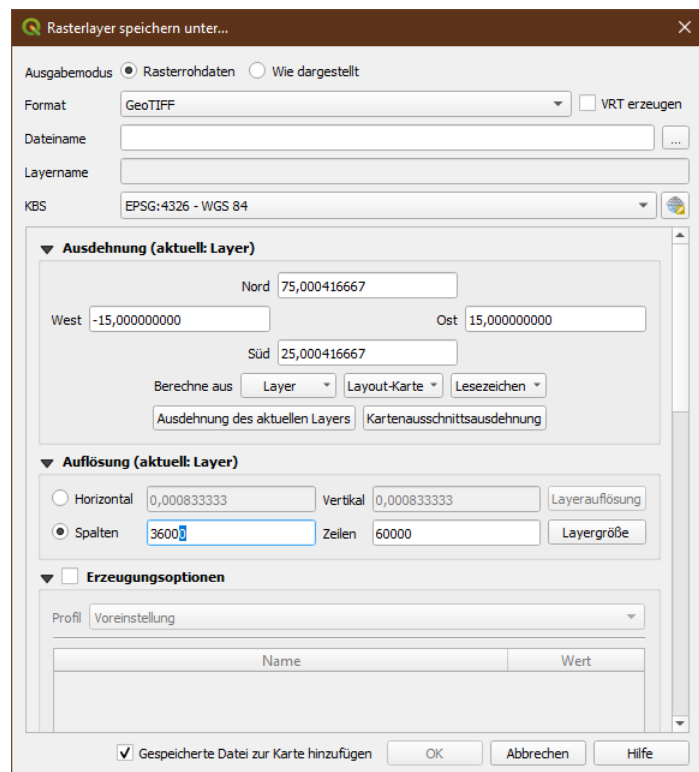 Rasterlayer speichern unter...
Ausgabemodus Rasterrohdaten Wie dargestellt
Format GeoTIFF VRT erzeugen
Dateiname ...
Layername
KBS EPSG:4326 - WGS 84
Ausdehnung (aktuell: Layer)
Nord 75,000416667
West -15,000000000 Ost 15,000000000
Süd 25,000416667
Berechne aus Layer Layout-Karte Lesezeichen
Ausdehnung des aktuellen Layers Kartenausschnittsausdehnung
Auflösung (aktuell: Layer)
Horizontal 0,000833333 Vertikal 0,000833333 Layerauflösung
Spalten 36000 Zeilen 60000 Layergröße
Erzeugungsoptionen
Profil Voreinstellung
Name Wert
Gespeicherte Datei zur Karte hinzufügen OK Abbrechen Hilfe